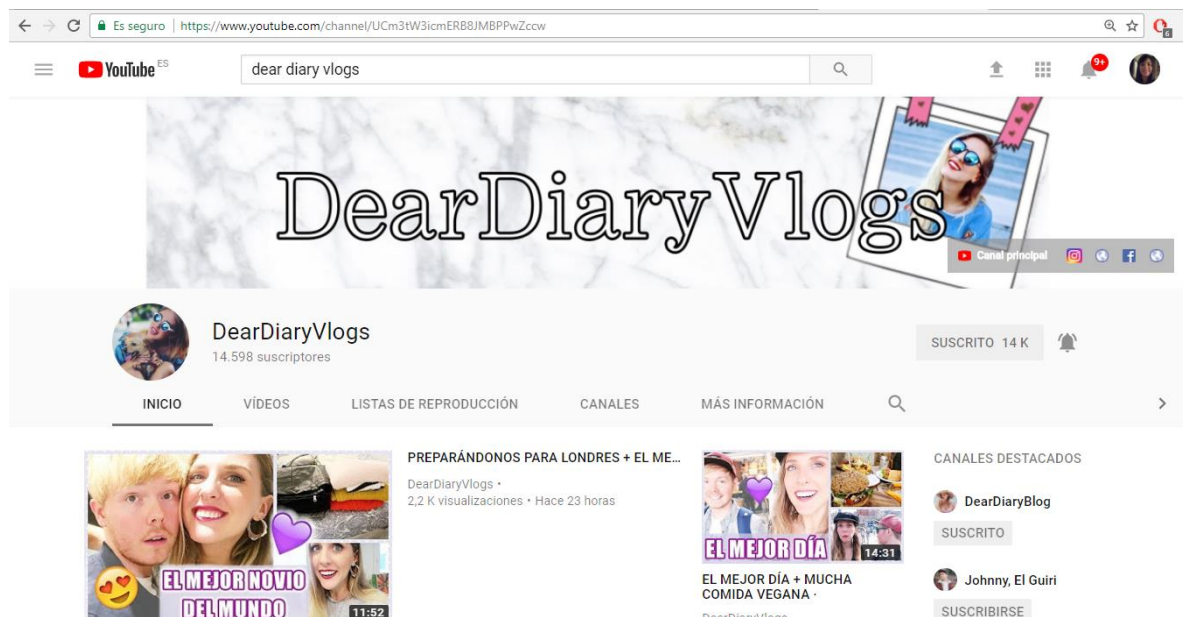 Es seguro | https://www.youtube.com/channel/UCm3tW3icmERB8JMBPPwZccw
6
YouTube ES
dear diary vlogs
9+
DearDiaryVlogs
Canal principal
DearDiaryVlogs
14.598 suscriptores
SUSCRITO 14 K
INICIO VÍDEOS LISTAS DE REPRODUCCIÓN CANALES MÁS INFORMACIÓN
EL MEJOR NOVIO
DEL MUNDO
11:52
PREPARÁNDONOS PARA LONDRES + EL ME...
DearDiaryVlogs •
2,2 K visualizaciones • Hace 23 horas
EL MEJOR DÍA
14:31
EL MEJOR DÍA + MUCHA
COMIDA VEGANA ·
DearDiaryVlogs
CANALES DESTACADOS
DearDiaryBlog
SUSCRITO
Johnny, El Guiri
SUSCRIBIRSE